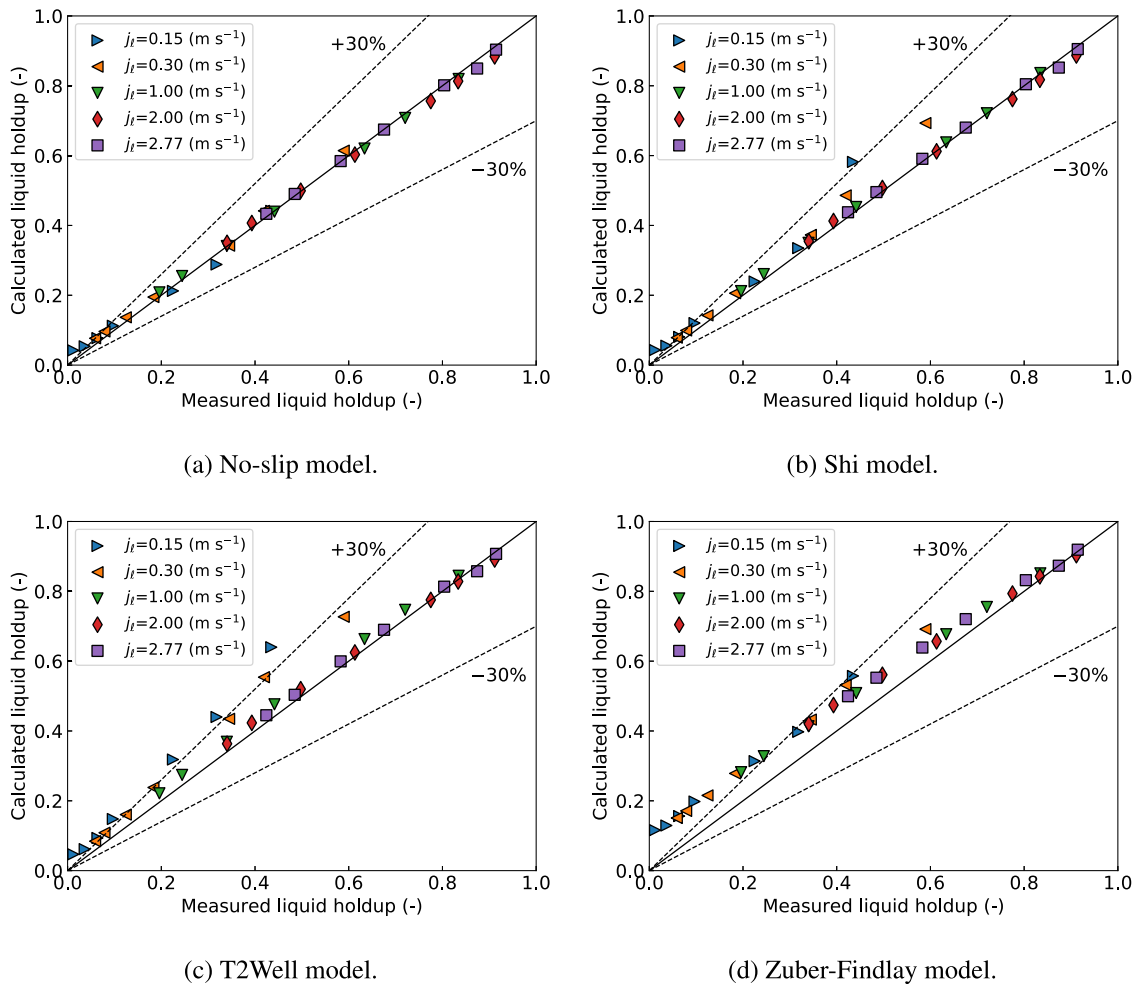 1.0
0.8
0.6
0.4
0.2
0.0
Calculated liquid holdup (-)
jℓ=0.15 (m s⁻¹)
jℓ=0.30 (m s⁻¹)
jℓ=1.00 (m s⁻¹)
jℓ=2.00 (m s⁻¹)
jℓ=2.77 (m s⁻¹)
+30%
−30%
0.0 0.2 0.4 0.6 0.8 1.0
Measured liquid holdup (-)
(a) No-slip model.
1.0
0.8
0.6
0.4
0.2
0.0
Calculated liquid holdup (-)
jℓ=0.15 (m s⁻¹)
jℓ=0.30 (m s⁻¹)
jℓ=1.00 (m s⁻¹)
jℓ=2.00 (m s⁻¹)
jℓ=2.77 (m s⁻¹)
+30%
−30%
0.0 0.2 0.4 0.6 0.8 1.0
Measured liquid holdup (-)
(b) Shi model.
1.0
0.8
0.6
0.4
0.2
0.0
Calculated liquid holdup (-)
jℓ=0.15 (m s⁻¹)
jℓ=0.30 (m s⁻¹)
jℓ=1.00 (m s⁻¹)
jℓ=2.00 (m s⁻¹)
jℓ=2.77 (m s⁻¹)
+30%
−30%
0.0 0.2 0.4 0.6 0.8 1.0
Measured liquid holdup (-)
(c) T2Well model.
1.0
0.8
0.6
0.4
0.2
0.0
Calculated liquid holdup (-)
jℓ=0.15 (m s⁻¹)
jℓ=0.30 (m s⁻¹)
jℓ=1.00 (m s⁻¹)
jℓ=2.00 (m s⁻¹)
jℓ=2.77 (m s⁻¹)
+30%
−30%
0.0 0.2 0.4 0.6 0.8 1.0
Measured liquid holdup (-)
(d) Zuber-Findlay model.